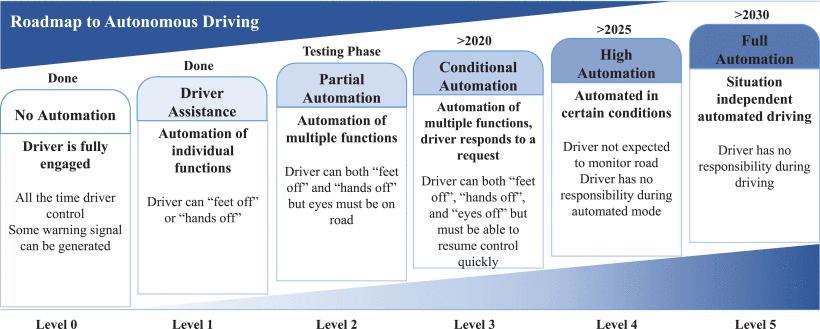 Roadmap to Autonomous Driving
Done
No Automation
Driver is fully
engaged
All the time driver
control
Some warning signal
can be generated
Level 0
Done
Driver
Assistance
Automation of
individual
functions
Driver can “feet off”
or “hands off”
Level 1
Testing Phase
Partial
Automation
Automation of
multiple functions
Driver can both “feet
off” and “hands off”
but eyes must be on
road
Level 2
>2020
Conditional
Automation
Automation of
multiple functions,
driver responds to a
request
Driver can both “feet
off”, “hands off”,
and “eyes off” but
must be able to
resume control
quickly
Level 3
>2025
High
Automation
Automated in
certain conditions
Driver not expected
to monitor road
Driver has no
responsibility during
automated mode
Level 4
>2030
Full
Automation
Situation
independent
automated driving
Driver has no
responsibility during
driving
Level 5